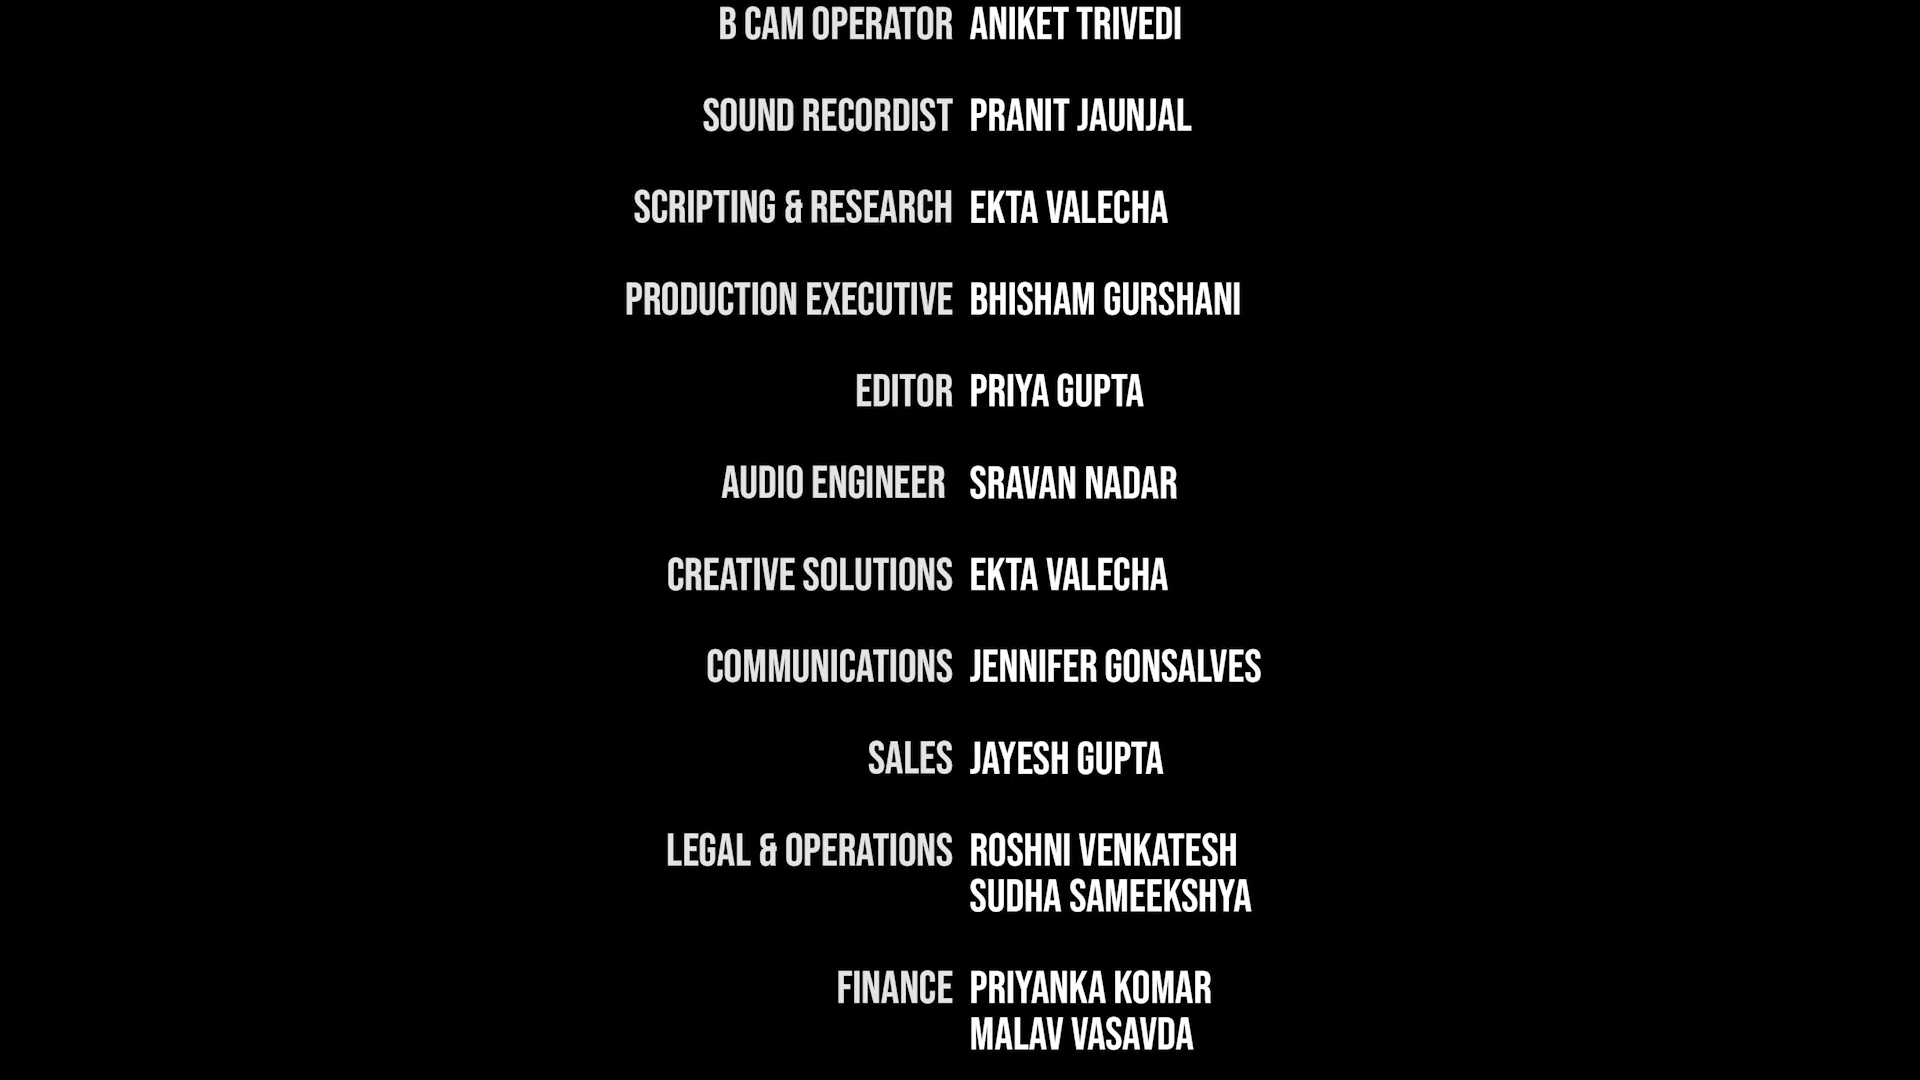 B CAM OPERATOR ANIKET TRIVEDI
SOUND RECORDIST PRANIT JAUNJAL
SCRIPTING & RESEARCH EKTA VALECHA
PRODUCTION EXECUTIVE BHISHAM GURSHANI
EDITOR PRIYA GUPTA
AUDIO ENGINEER SRAVAN NADAR
CREATIVE SOLUTIONS EKTA VALECHA
COMMUNICATIONS JENNIFER GONSALVES
SALES JAYESH GUPTA
LEGAL & OPERATIONS ROSHNI VENKATESH
SUDHA SAMEEKSHYA
FINANCE PRIYANKA KOMAR
MALAV VASAVDA